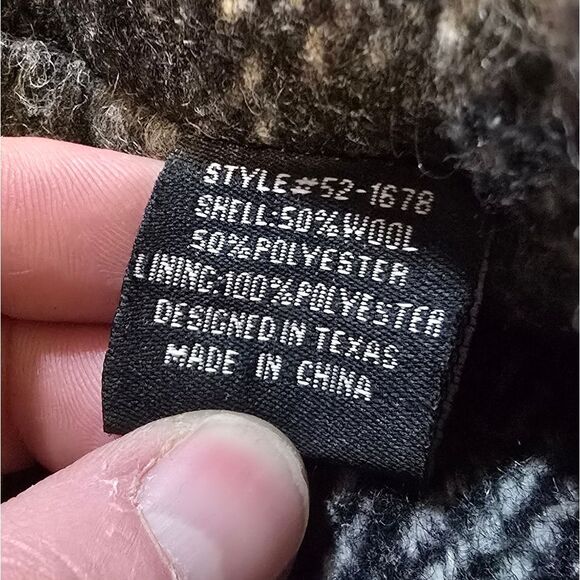 STYLE#52-1678
SHELL:50%WOOL
50%POLYESTER
LINING:100%POLYESTER
DESIGNED IN TEXAS
MADE IN CHINA